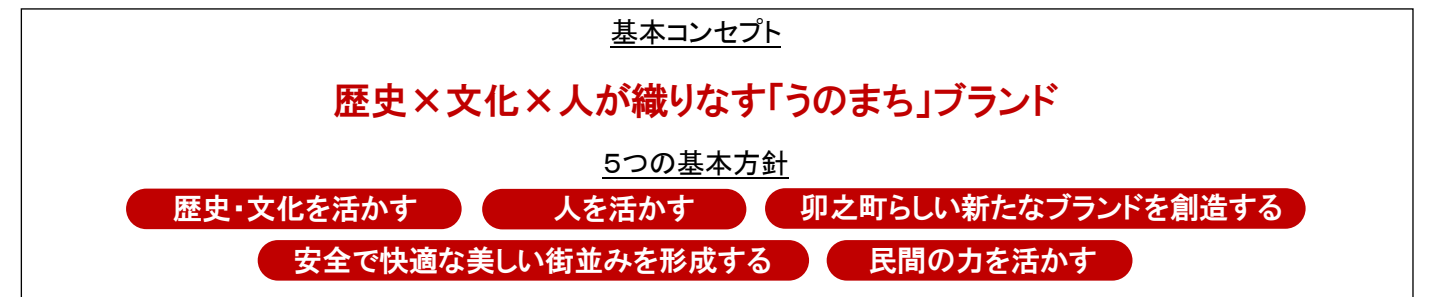 基本コンセプト
歴史×文化×人が織りなす「うのまち」ブランド
５つの基本方針
歴史・文化を活かす 人を活かす 卯之町らしい新たなブランドを創造する
安全で快適な美しい街並みを形成する 民間の力を活かす